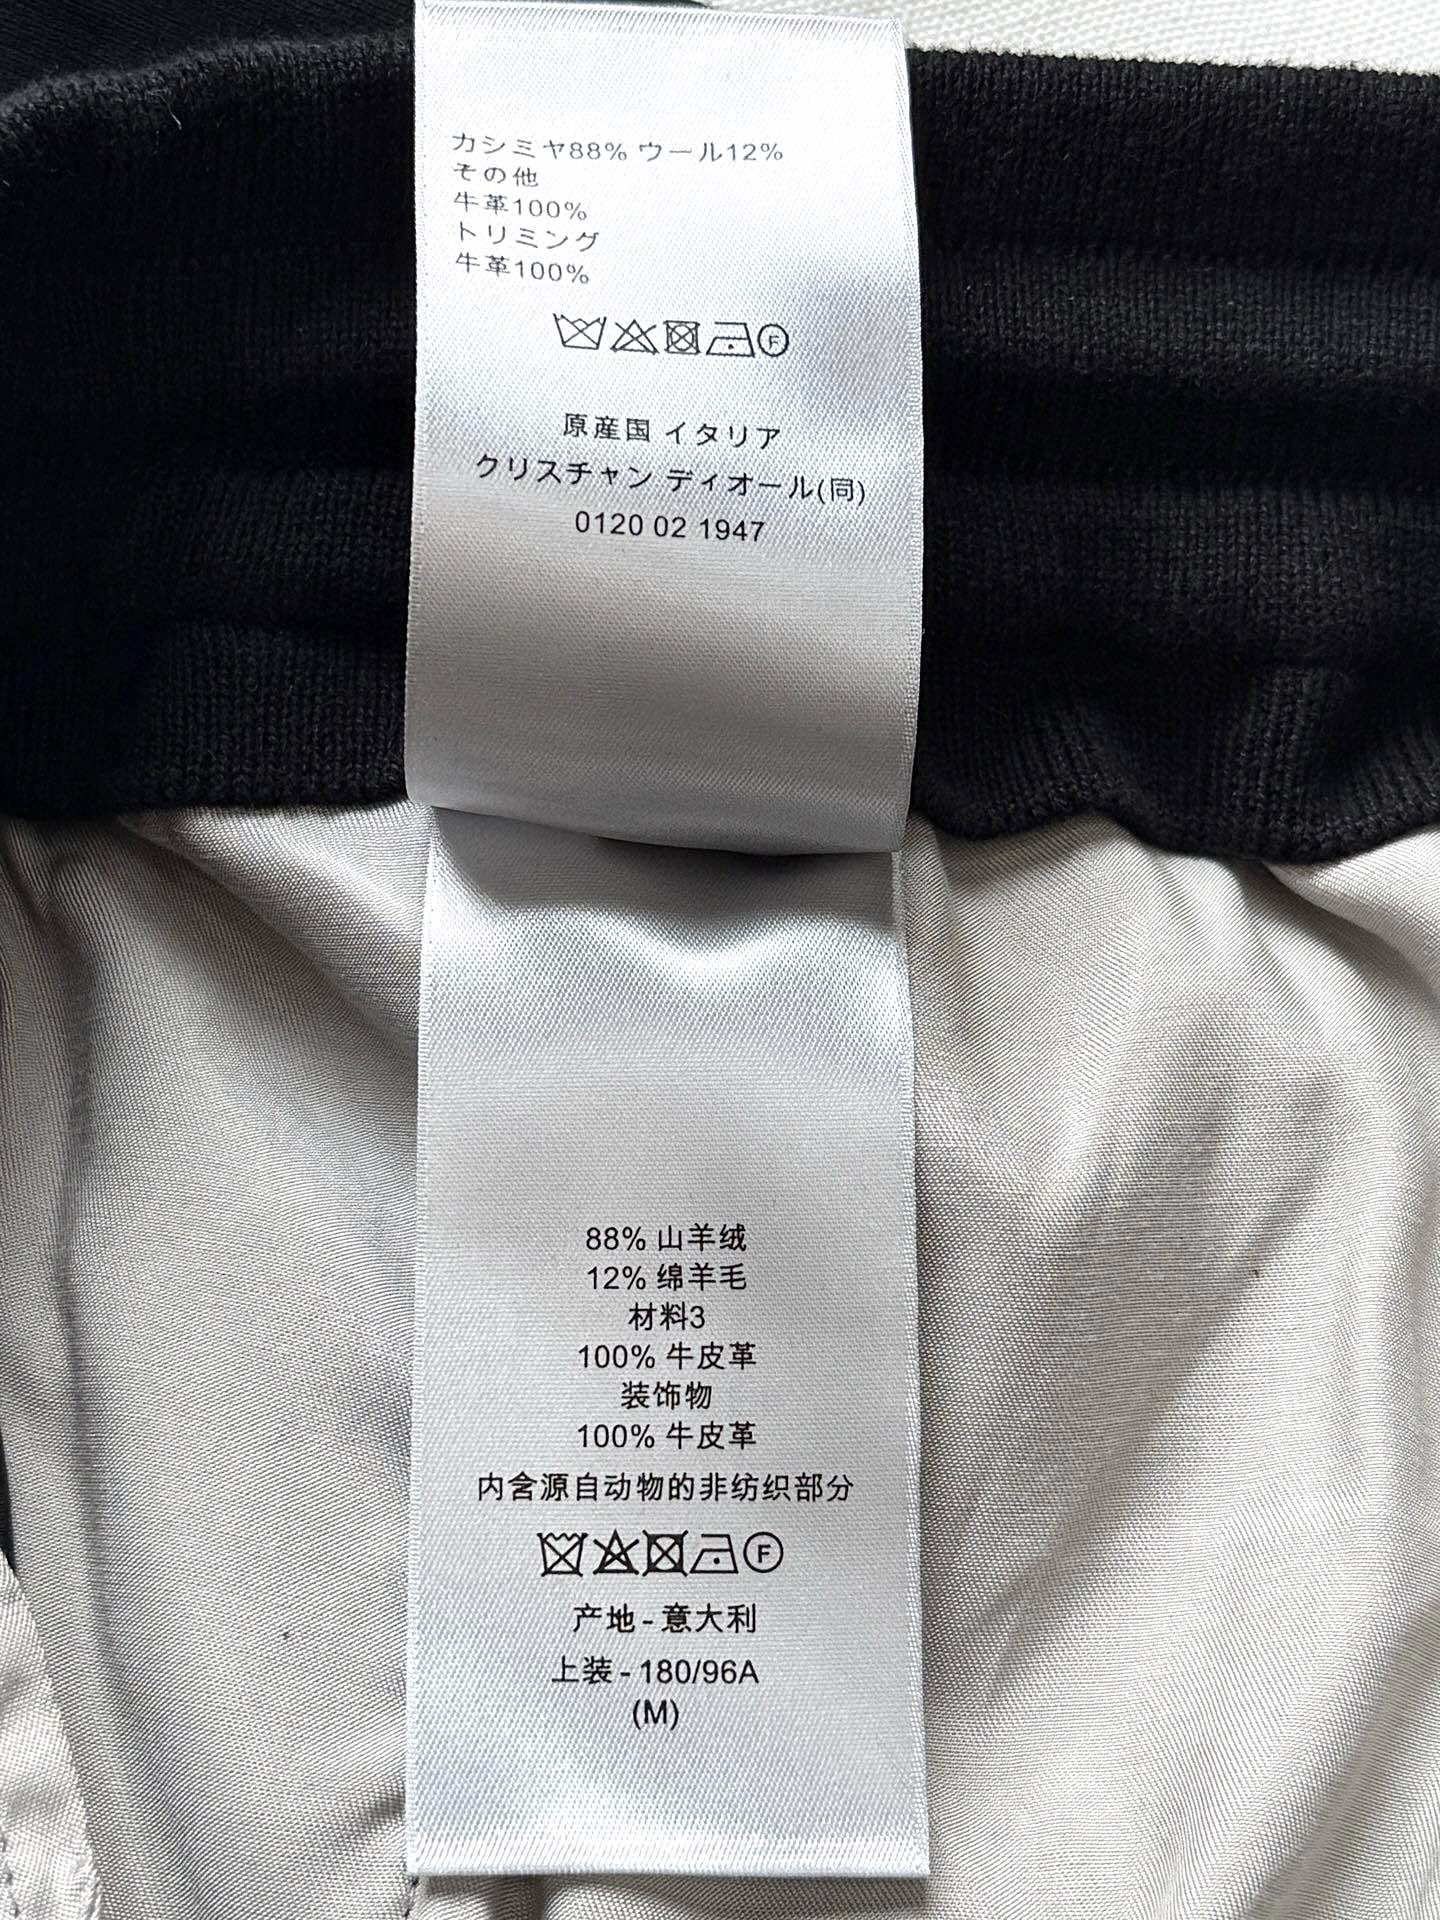 カシミヤ88% ウール12%
その他
牛革100%
トリミング
牛革100%
F
原産国 イタリア
クリスチャン ディオール(同)
0120 02 1947
88% 山羊绒
12% 绵羊毛
材料3
100% 牛皮革
装饰物
100% 牛皮革
内含源自动物的非纺织部分
F
产地 - 意大利
上装 - 180/96A
(M)